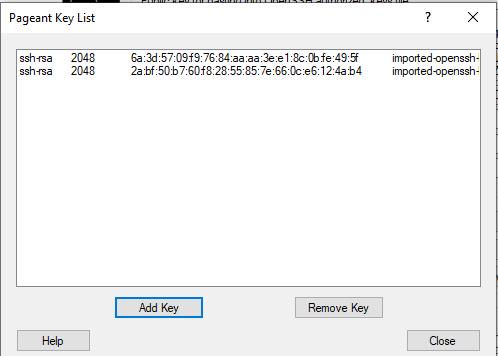 Pageant Key List
ssh-rsa 2048 6a:3d:57:09:f9:76:84:aa:aa:3e:e1:8c:0b:fe:49:5f imported-openssh-
ssh-rsa 2048 2a:bf:50:b7:60:f8:28:55:85:7e:66:0c:e6:12:4a:b4 imported-openssh-
Add Key
Remove Key
Help
Close